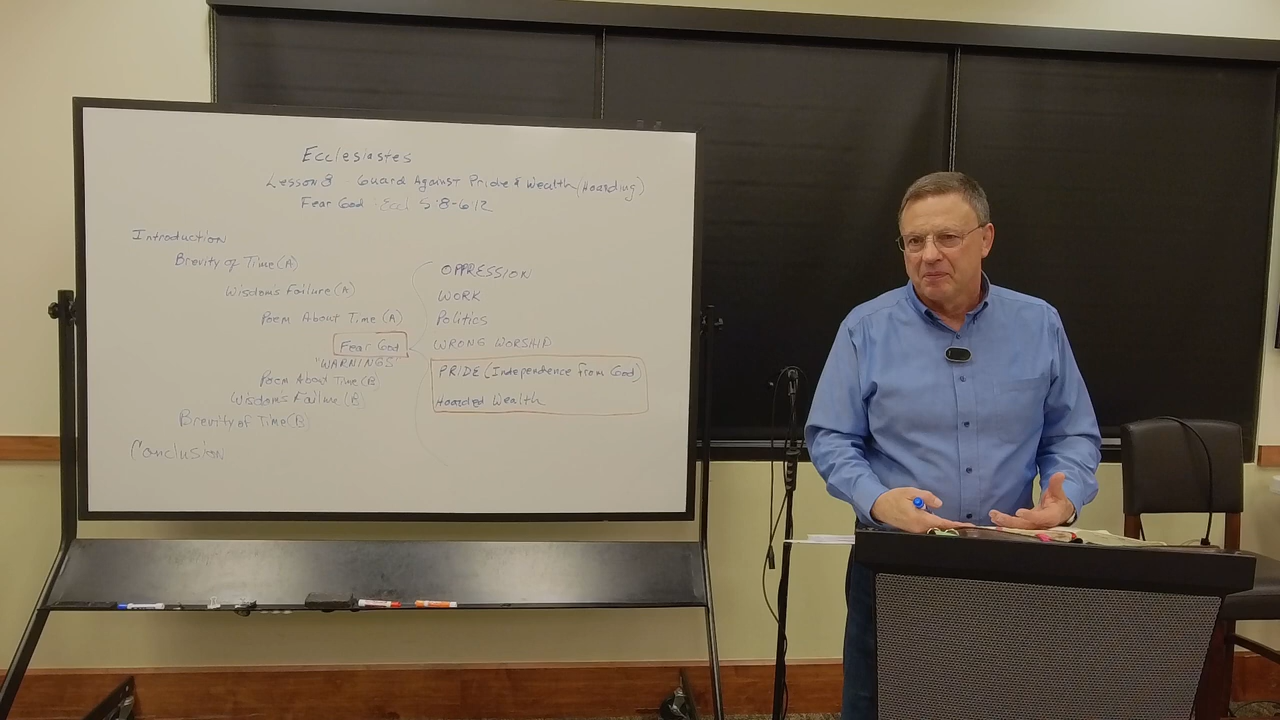 Ecclesiastes
Lesson 8 Guard Against Pride & Wealth (Hoarding)
Fear God Eccl 5:8-6:12
Introduction
Brevity of Time (A)
Wisdom's Failure (A)
Poem About Time (A)
Fear God
"WARNINGS"
Poem About Time (B)
Wisdom's Failure (B)
Brevity of Time (B)
Conclusion
OPPRESSION
WORK
Politics
WRONG WORSHIP
PRIDE (Independence From God)
Hoarded Wealth